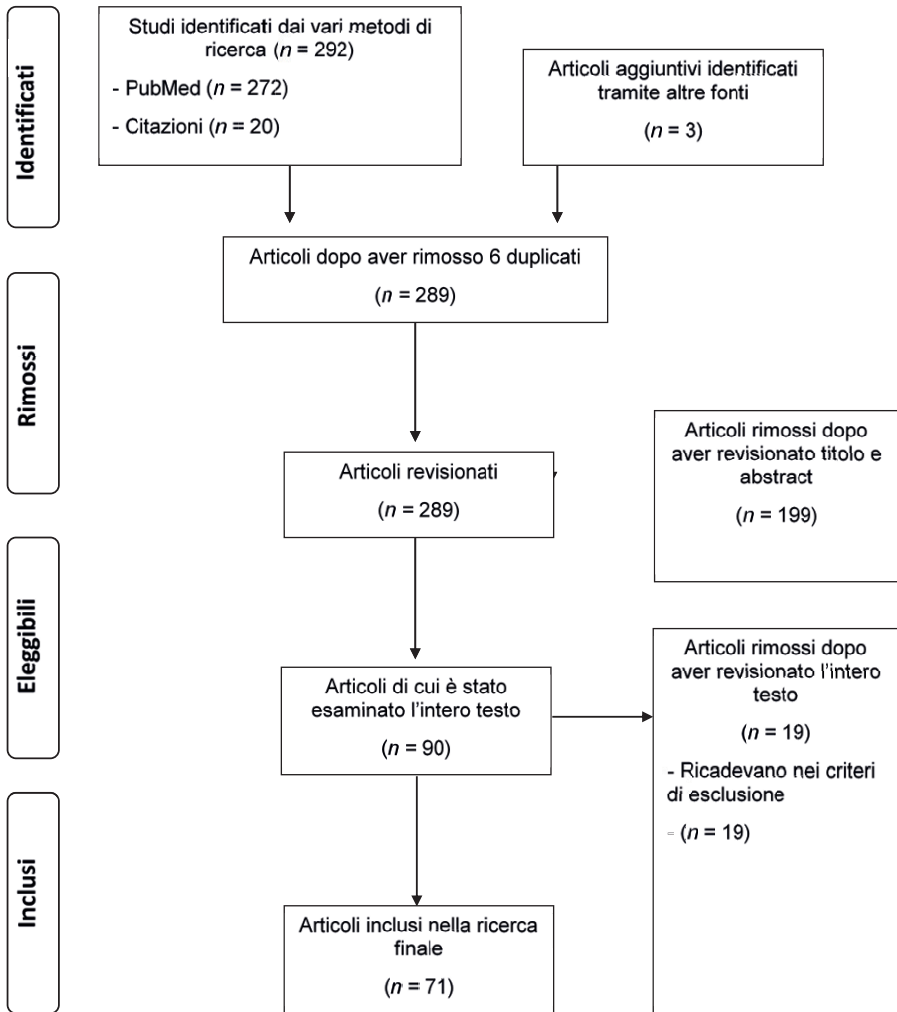 Identificati
Studi identificati dai vari metodi di
ricerca (n = 292)
- PubMed (n = 272)
- Citazioni (n = 20)
Articoli aggiuntivi identificati
tramite altre fonti
(n = 3)
Articoli dopo aver rimosso 6 duplicati
(n = 289)
Rimossi
Articoli revisionati
(n = 289)
Articoli rimossi dopo
aver revisionato titolo e
abstract
(n = 199)
Eleggibili
Articoli di cui è stato
esaminato l'intero testo
(n = 90)
Articoli rimossi dopo
aver revisionato l'intero
testo
(n = 19)
- Ricadevano nei criteri
di esclusione
- (n = 19)
Inclusi
Articoli inclusi nella ricerca
finale
(n = 71)